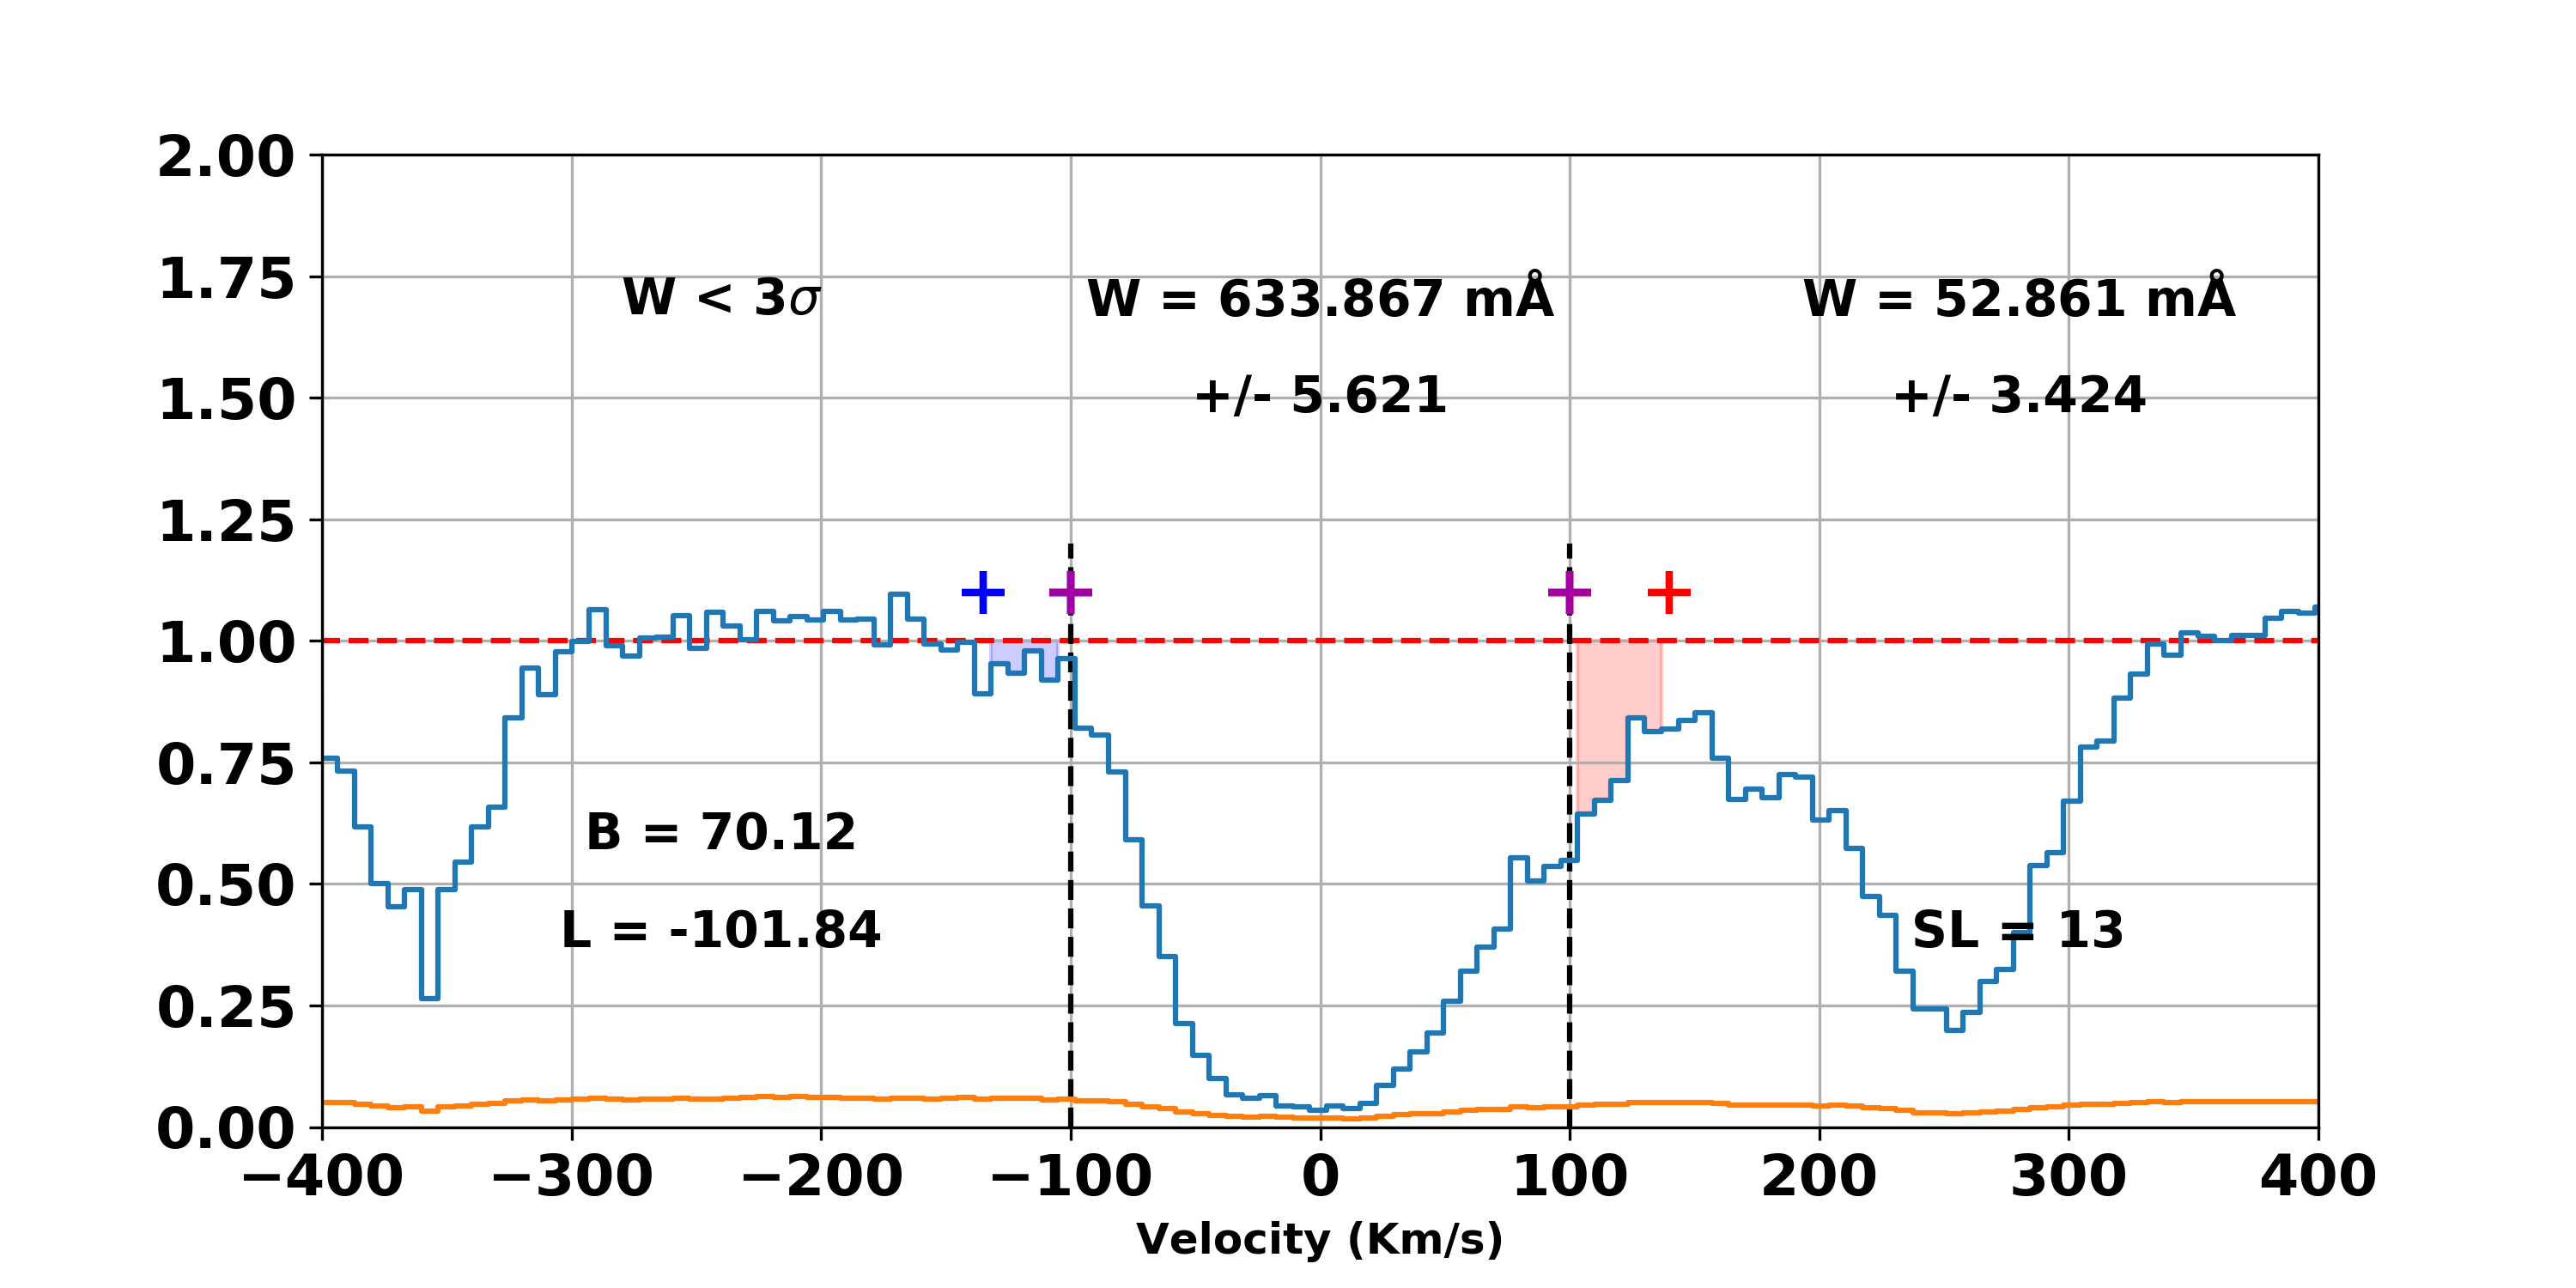 2.00
1.75
1.50
1.25
1.00
0.75
0.50
0.25
0.00
W < 3σ
W = 633.867 mÅ
+/- 5.621
W = 52.861 mÅ
+/- 3.424
B = 70.12
L = -101.84
SL = 13
−400 −300 −200 −100 0 100 200 300 400
Velocity (Km/s)